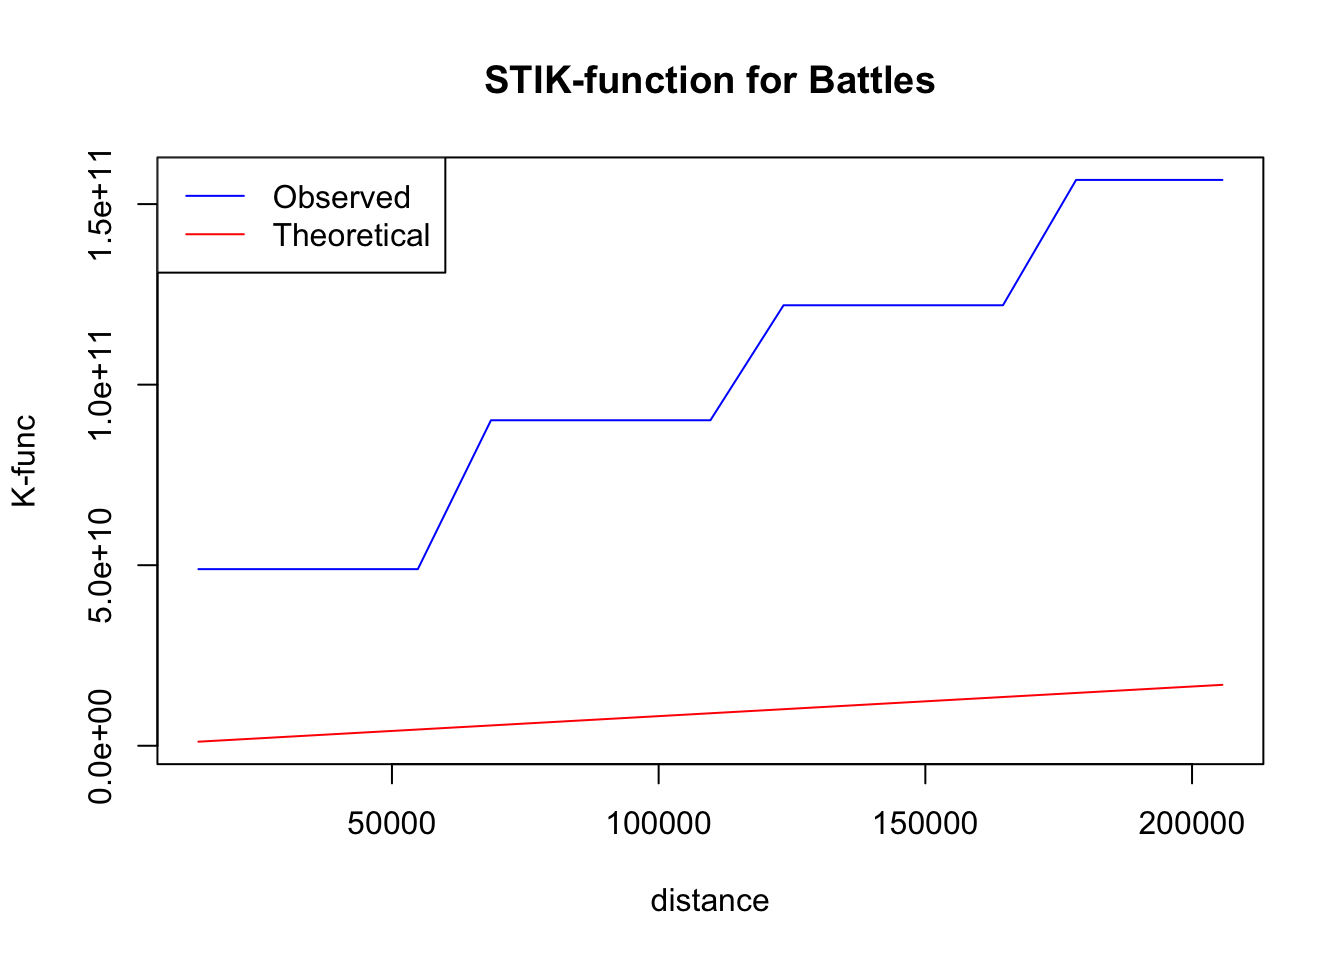 STIK-function for Battles
Observed
Theoretical
K-func
1.5e+11
1.0e+11
5.0e+10
0.0e+00
50000
100000
150000
200000
distance